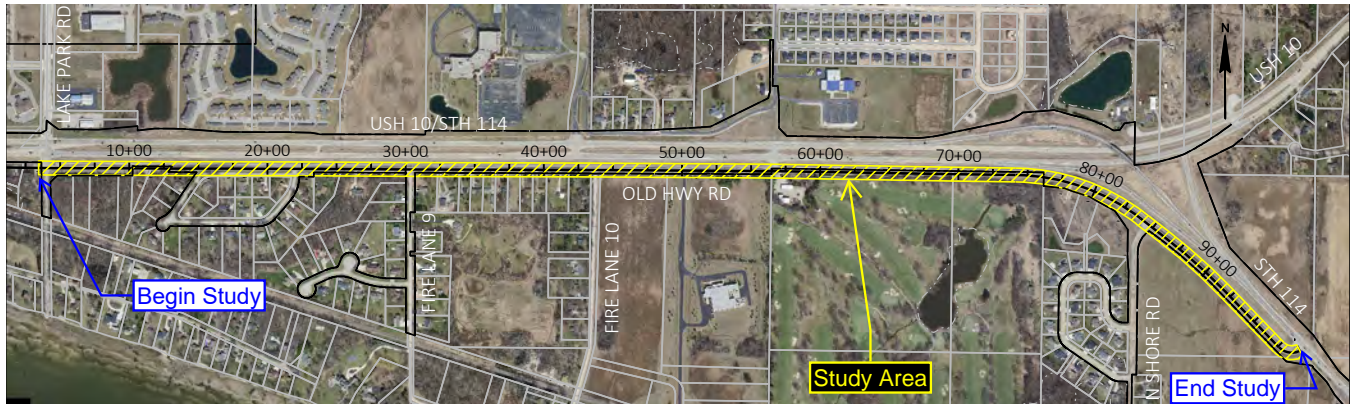 LAKE PARK RD
N
USH 10
USH 10/STH 114
10+00
20+00
30+00
40+00
50+00
60+00
70+00
80+00
90+00
OLD HWY RD
FIRE LANE 9
FIRE LANE 10
N SHORE RD
STH 114
Begin Study
Study Area
End Study